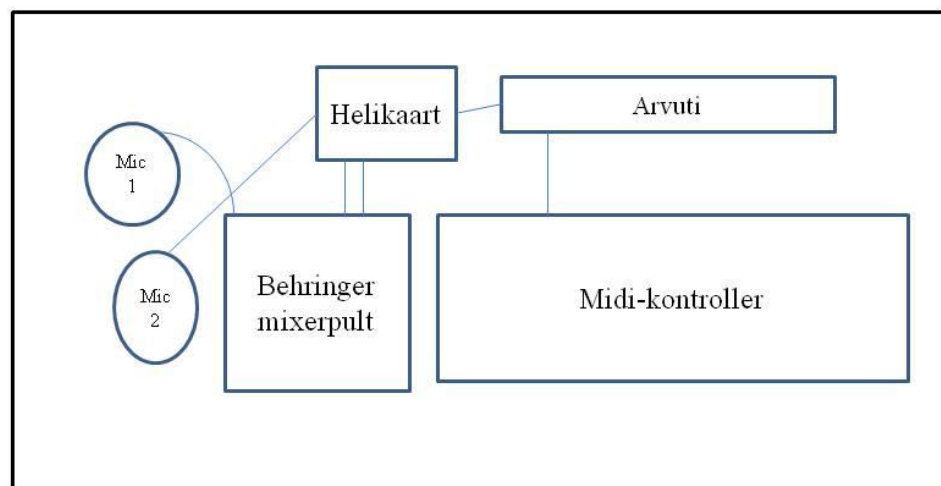 Helikaart
Arvuti
Mic
1
Mic
2
Behringer
mixerpult
Midi-kontroller